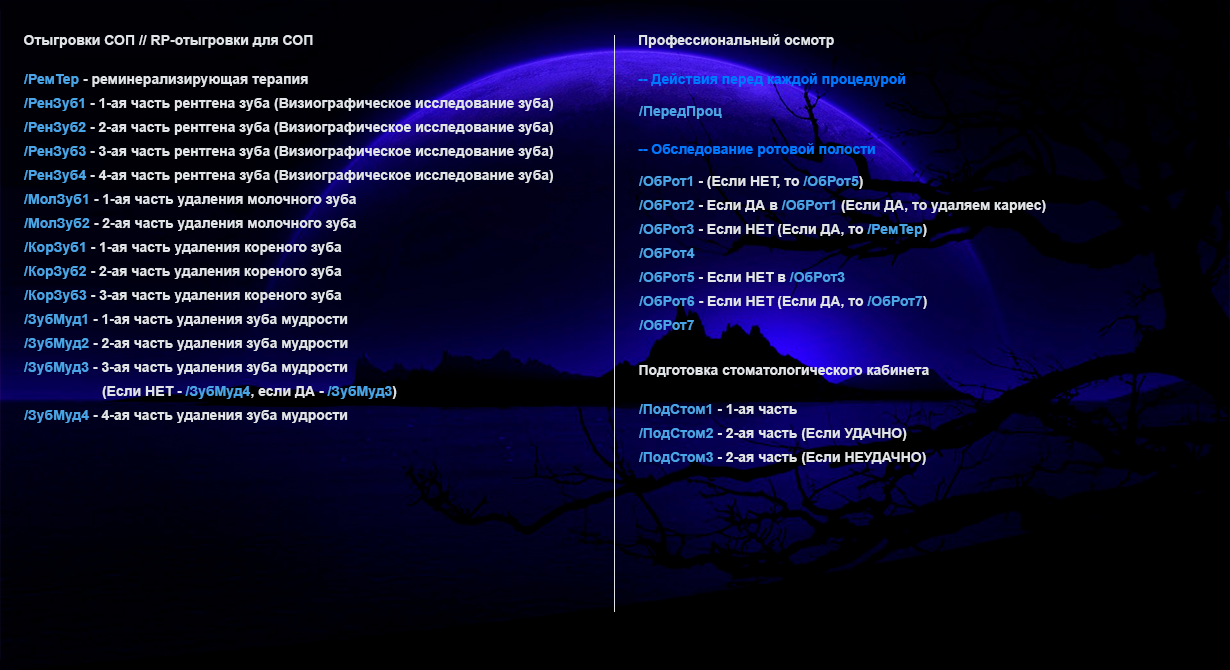 Отыгровки СОП // RP-отыгровки для СОП
/РемТер - реминерализирующая терапия
/РенЗуб1 - 1-ая часть рентгена зуба (Визиографическое исследование зуба)
/РенЗуб2 - 2-ая часть рентгена зуба (Визиографическое исследование зуба)
/РенЗуб3 - 3-ая часть рентгена зуба (Визиографическое исследование зуба)
/РенЗуб4 - 4-ая часть рентгена зуба (Визиографическое исследование зуба)
/МолЗуб1 - 1-ая часть удаления молочного зуба
/МолЗуб2 - 2-ая часть удаления молочного зуба
/КорЗуб1 - 1-ая часть удаления кореного зуба
/КорЗуб2 - 2-ая часть удаления кореного зуба
/КорЗуб3 - 3-ая часть удаления кореного зуба
/ЗубМуд1 - 1-ая часть удаления зуба мудрости
/ЗубМуд2 - 2-ая часть удаления зуба мудрости
/ЗубМуд3 - 3-ая часть удаления зуба мудрости
(Если НЕТ - /ЗубМуд4, если ДА - /ЗубМуд3)
/ЗубМуд4 - 4-ая часть удаления зуба мудрости
Профессиональный осмотр
-- Действия перед каждой процедурой
/ПередПроц
-- Обследование ротовой полости
/ОбРот1 - (Если НЕТ, то /ОбРот5)
/ОбРот2 - Если ДА в /ОбРот1 (Если ДА, то удаляем кариес)
/ОбРот3 - Если НЕТ (Если ДА, то /РемТер)
/ОбРот4
/ОбРот5 - Если НЕТ в /ОбРот3
/ОбРот6 - Если НЕТ (Если ДА, то /ОбРот7)
/ОбРот7
Подготовка стоматологического кабинета
/ПодСтом1 - 1-ая часть
/ПодСтом2 - 2-ая часть (Если УДАЧНО)
/ПодСтом3 - 2-ая часть (Если НЕУДАЧНО)